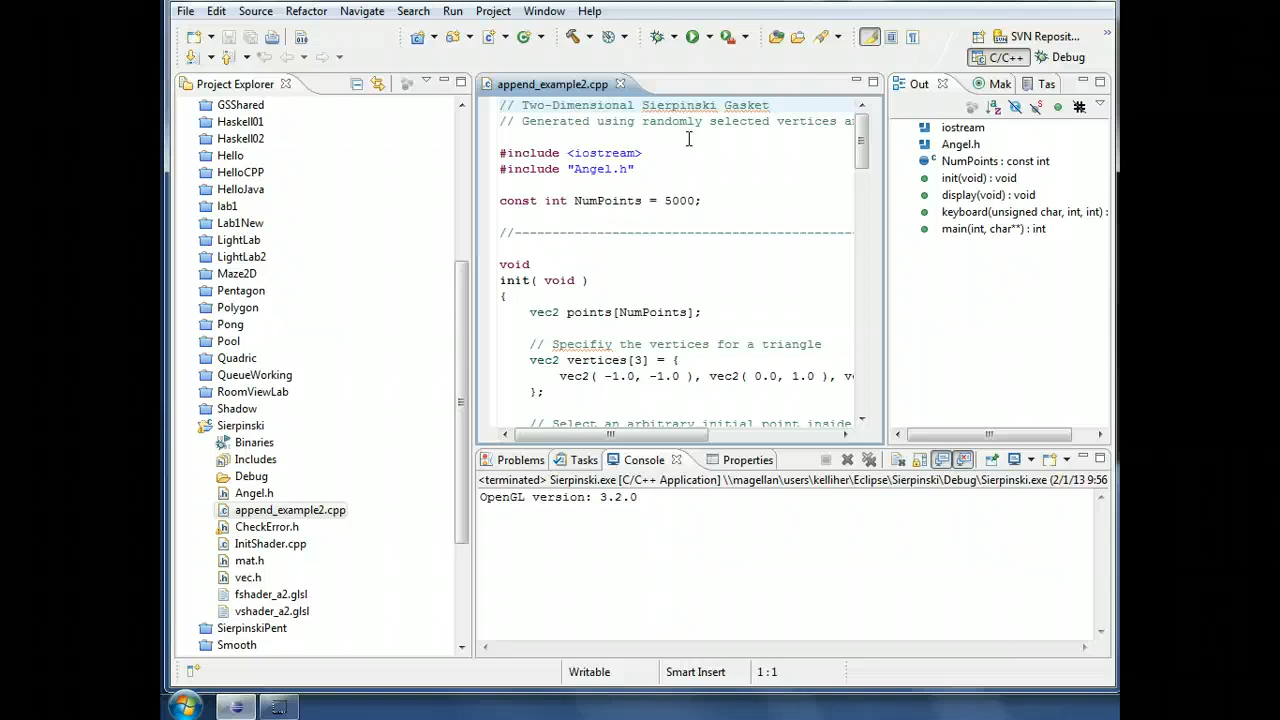 File Edit Source Refactor Navigate Search Run Project Window Help
SVN Reposit... »
C/C++ Debug
Project Explorer
GSShared
Haskell01
Haskell02
Hello
HelloCPP
HelloJava
lab1
Lab1New
LightLab
LightLab2
Maze2D
Pentagon
Polygon
Pong
Pool
Quadric
QueueWorking
RoomViewLab
Shadow
Sierpinski
Binaries
Includes
Debug
Angel.h
append_example2.cpp
CheckError.h
InitShader.cpp
mat.h
vec.h
fshader_a2.glsl
vshader_a2.glsl
SierpinskiPent
Smooth
append_example2.cpp
// Two-Dimensional Sierpinski Gasket
// Generated using randomly selected vertices a
#include <iostream>
#include "Angel.h"
const int NumPoints = 5000;
//-----------------------------------------------
void
init( void )
{
vec2 points[NumPoints];
// Specifiy the vertices for a triangle
vec2 vertices[3] = {
vec2( -1.0, -1.0 ), vec2( 0.0, 1.0 ), v
};
// Select an arbitrary initial point inside
Out Mak Tas
iostream
Angel.h
NumPoints : const int
init(void) : void
display(void) : void
keyboard(unsigned char, int, int) :
main(int, char**) : int
Problems Tasks Console Properties
<terminated> Sierpinski.exe [C/C++ Application] \\magellan\users\kelliher\Eclipse\Sierpinski\Debug\Sierpinski.exe (2/1/13 9:56
OpenGL version: 3.2.0
Writable Smart Insert 1 : 1